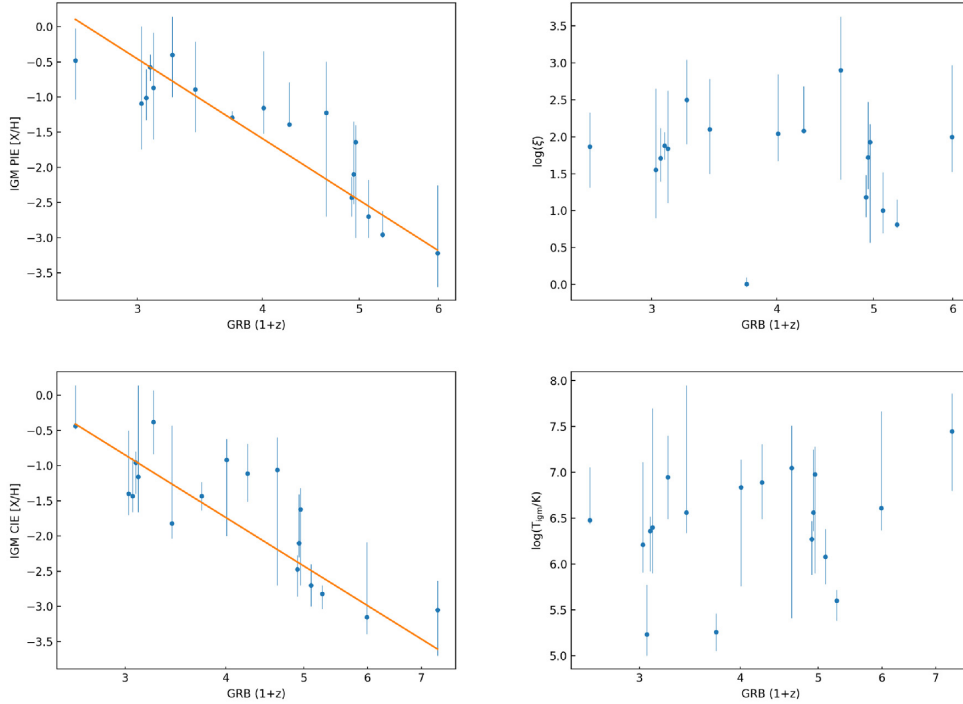 0.0
−0.5
−1.0
−1.5
−2.0
−2.5
−3.0
−3.5
IGM PIE [X/H]
3 4 5 6
GRB (1+z)
3.5
3.0
2.5
2.0
1.5
1.0
0.5
0.0
log(ξ)
3 4 5 6
GRB (1+z)
0.0
−0.5
−1.0
−1.5
−2.0
−2.5
−3.0
−3.5
IGM CIE [X/H]
3 4 5 6 7
GRB (1+z)
8.0
7.5
7.0
6.5
6.0
5.5
5.0
log(T_igm/K)
3 4 5 6 7
GRB (1+z)